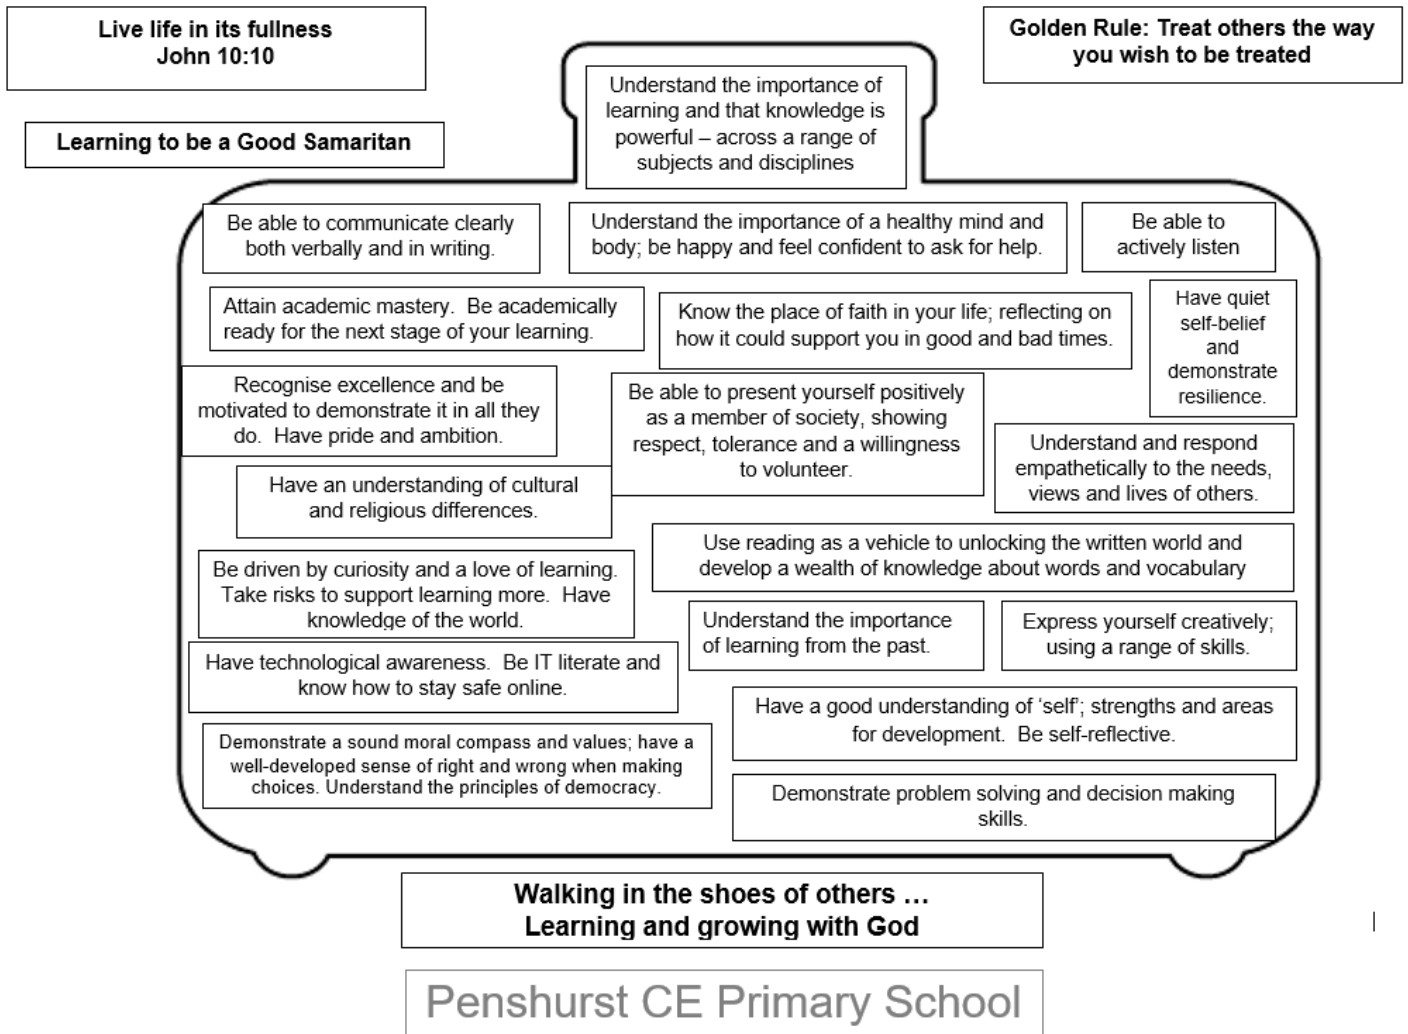 Live life in its fullness
John 10:10
Golden Rule: Treat others the way
you wish to be treated
Learning to be a Good Samaritan
Understand the importance of
learning and that knowledge is
powerful – across a range of
subjects and disciplines
Be able to communicate clearly
both verbally and in writing.
Understand the importance of a healthy mind and
body; be happy and feel confident to ask for help.
Be able to
actively listen
Attain academic mastery.  Be academically
ready for the next stage of your learning.
Know the place of faith in your life; reflecting on
how it could support you in good and bad times.
Have quiet
self-belief
and
demonstrate
resilience.
Recognise excellence and be
motivated to demonstrate it in all they
do.  Have pride and ambition.
Be able to present yourself positively
as a member of society, showing
respect, tolerance and a willingness
to volunteer.
Understand and respond
empathetically to the needs,
views and lives of others.
Have an understanding of cultural
and religious differences.
Use reading as a vehicle to unlocking the written world and
develop a wealth of knowledge about words and vocabulary
Be driven by curiosity and a love of learning.
Take risks to support learning more.  Have
knowledge of the world.
Understand the importance
of learning from the past.
Express yourself creatively;
using a range of skills.
Have technological awareness.  Be IT literate and
know how to stay safe online.
Have a good understanding of ‘self’; strengths and areas
for development.  Be self-reflective.
Demonstrate a sound moral compass and values; have a
well-developed sense of right and wrong when making
choices. Understand the principles of democracy.
Demonstrate problem solving and decision making
skills.
Walking in the shoes of others …
Learning and growing with God
Penshurst CE Primary School